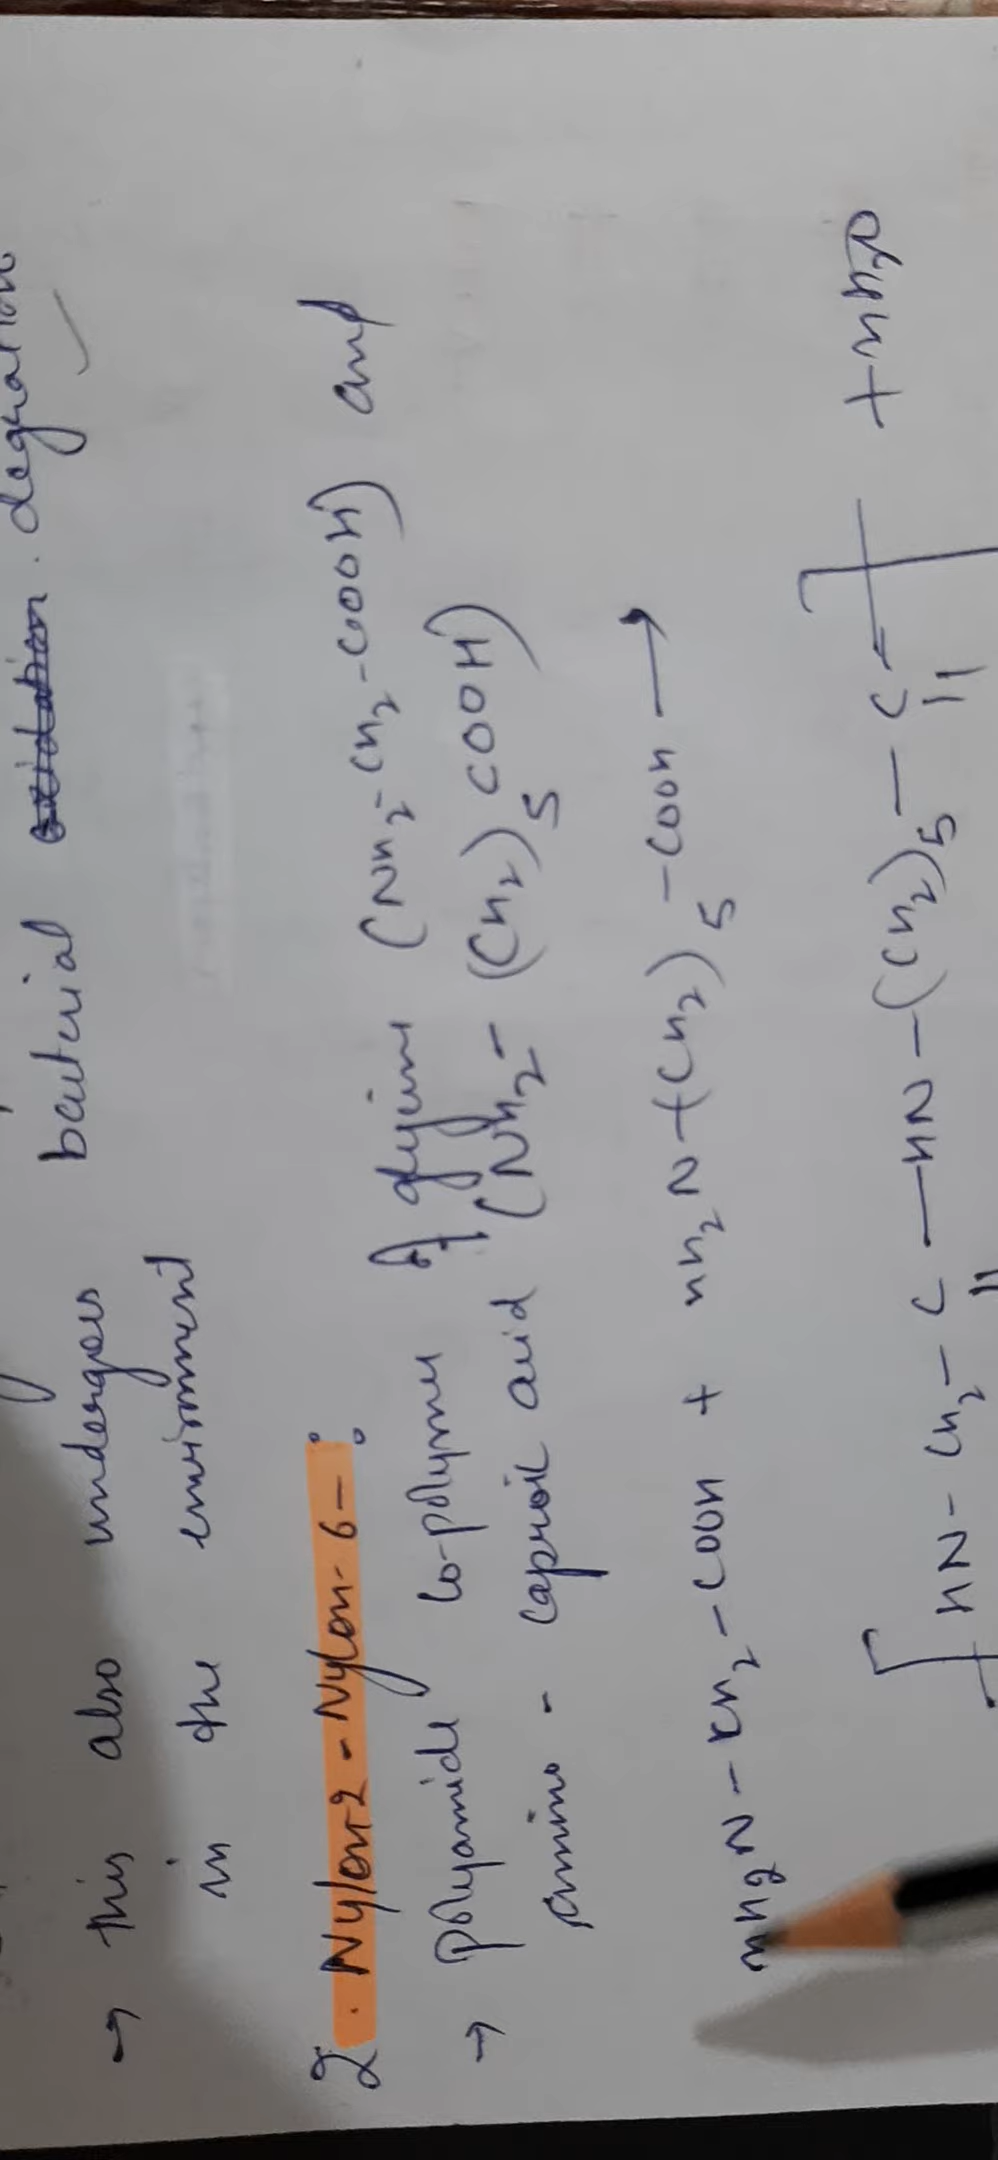 bacterial degradation
→ this also undergoes
in the environment
2. Nylon-2-Nylon-6-:
→ polyamide co-polymer of glycine (NH2-CH2-COOH) and
amino-caproic acid (NH2-(CH2)5COOH)
nH2N-CH2-COOH + nH2N-(CH2)5-COOH →
[HN-CH2-C-HN-(CH2)5-C] + nH2O